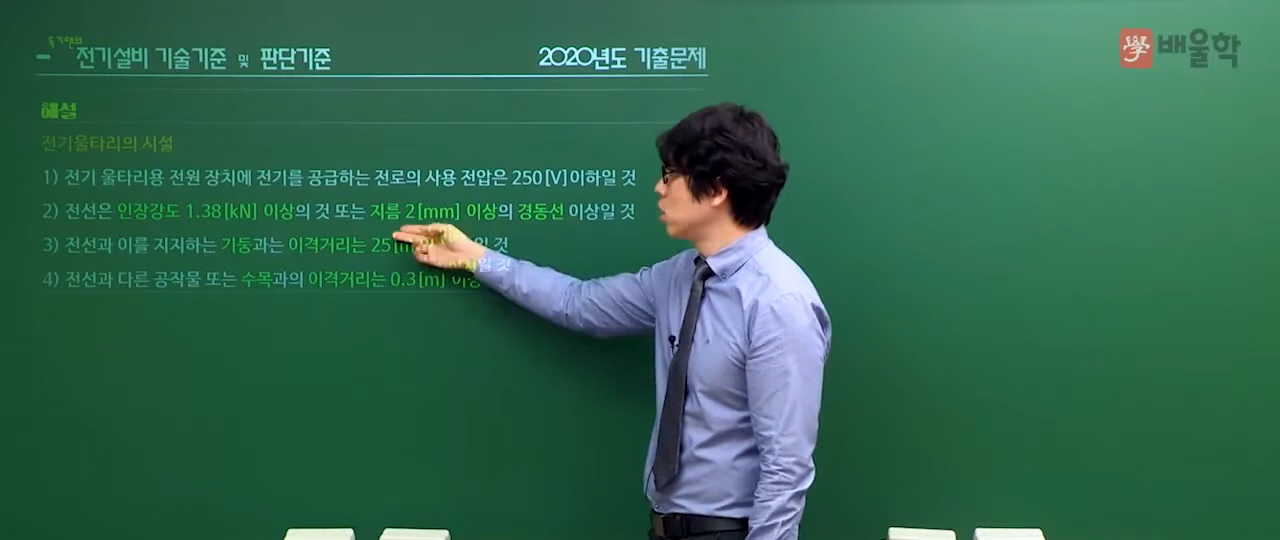 전기설비 기술기준 및 판단기준
2020년도 기출문제
學 배울학
해설
전기울타리의 시설
1) 전기 울타리용 전원 장치에 전기를 공급하는 전로의 사용 전압은 250[V]이하일 것
2) 전선은 인장강도 1.38[kN] 이상의 것 또는 지름 2[mm] 이상의 경동선 이상일 것
3) 전선과 이를 지지하는 기둥과는 이격거리는 25 일 것
4) 전선과 다른 공작물 또는 수목과의 이격거리는 0.3[m] 이상 일 것